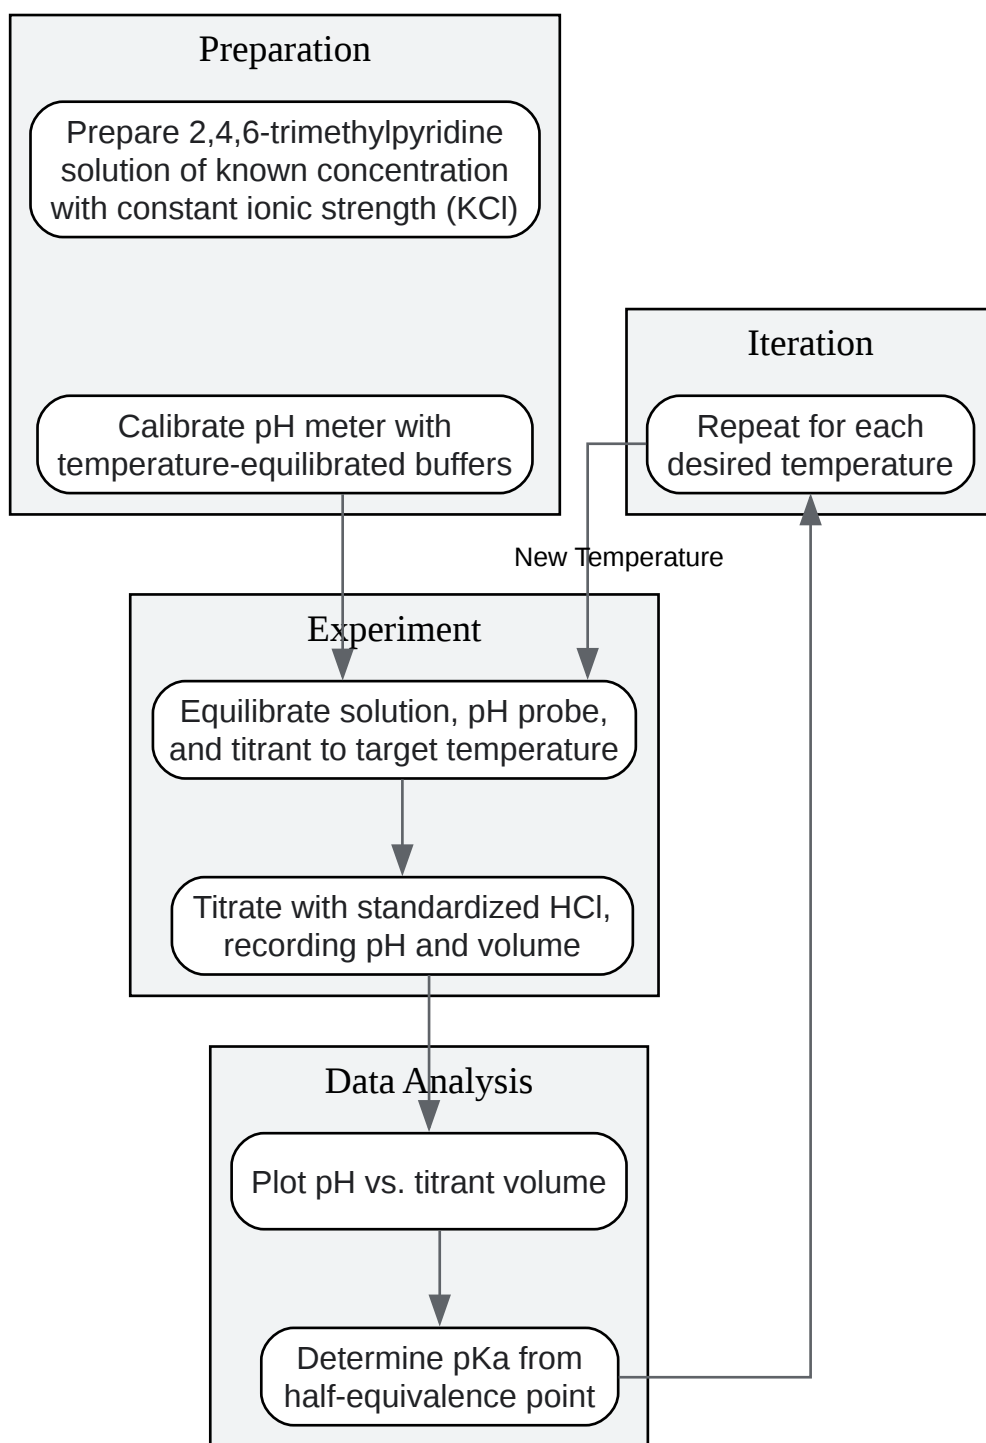 Preparation
Prepare 2,4,6-trimethylpyridine
solution of known concentration
with constant ionic strength (KCl)
Calibrate pH meter with
temperature-equilibrated buffers
Iteration
Repeat for each
desired temperature
New Temperature
Experiment
Equilibrate solution, pH probe,
and titrant to target temperature
Titrate with standardized HCl,
recording pH and volume
Data Analysis
Plot pH vs. titrant volume
Determine pKa from
half-equivalence point